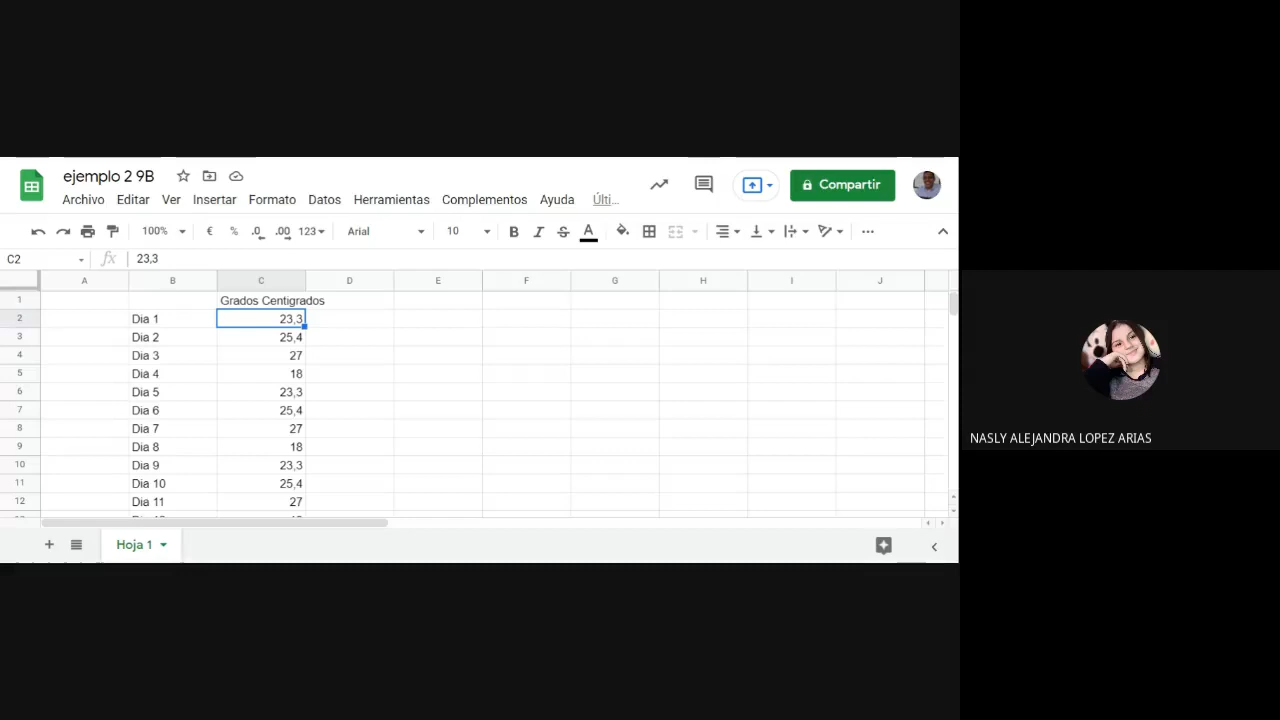 ejemplo 2 9B
Archivo Editar Ver Insertar Formato Datos Herramientas Complementos Ayuda Últi...
Compartir
100% € % .0 .00 123 Arial 10 B I S A ...
C2 fx 23,3
A B C D E F G H I J
1 Grados Centigrados
2 Dia 1 23,3
3 Dia 2 25,4
4 Dia 3 27
5 Dia 4 18
6 Dia 5 23,3
7 Dia 6 25,4
8 Dia 7 27
9 Dia 8 18
10 Dia 9 23,3
11 Dia 10 25,4
12 Dia 11 27
+ Hoja 1
NASLY ALEJANDRA LOPEZ ARIAS